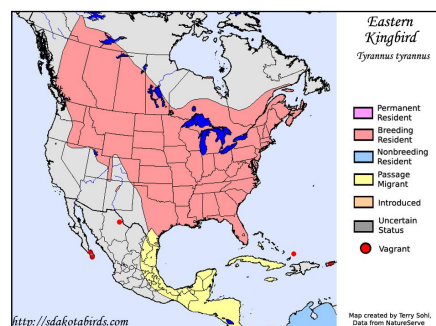 Eastern
Kingbird
Tyrannus tyrannus
Permanent
Resident
Breeding
Resident
Nonbreeding
Resident
Passage
Migrant
Introduced
Uncertain
Status
Vagrant
http://sdakotabirds.com
Map created by Terry Sohl,
Data from NatureServe